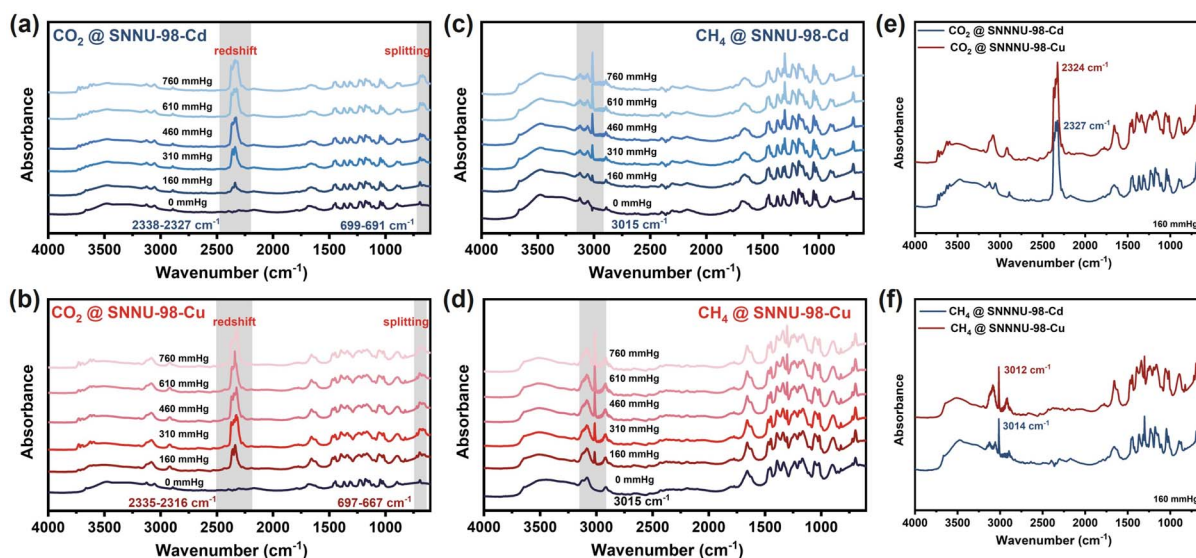 (a)
CO2 @ SNNU-98-Cd
redshift
splitting
760 mmHg
610 mmHg
460 mmHg
310 mmHg
160 mmHg
0 mmHg
2338-2327 cm-1
699-691 cm-1
Absorbance
4000 3500 3000 2500 2000 1500 1000
Wavenumber (cm-1)
(c)
CH4 @ SNNU-98-Cd
760 mmHg
610 mmHg
460 mmHg
310 mmHg
160 mmHg
0 mmHg
3015 cm-1
Absorbance
4000 3500 3000 2500 2000 1500 1000
Wavenumber (cm-1)
(e)
CO2 @ SNNU-98-Cd
CO2 @ SNNU-98-Cu
2324 cm-1
2327 cm-1
160 mmHg
Absorbance
4000 3500 3000 2500 2000 1500 1000
Wavenumber (cm-1)
(b)
CO2 @ SNNU-98-Cu
redshift
splitting
760 mmHg
610 mmHg
460 mmHg
310 mmHg
160 mmHg
0 mmHg
2335-2316 cm-1
697-667 cm-1
Absorbance
4000 3500 3000 2500 2000 1500 1000
Wavenumber (cm-1)
(d)
CH4 @ SNNU-98-Cu
760 mmHg
610 mmHg
460 mmHg
310 mmHg
160 mmHg
0 mmHg
3015 cm-1
Absorbance
4000 3500 3000 2500 2000 1500 1000
Wavenumber (cm-1)
(f)
CH4 @ SNNU-98-Cd
CH4 @ SNNU-98-Cu
3012 cm-1
3014 cm-1
160 mmHg
Absorbance
4000 3500 3000 2500 2000 1500 1000
Wavenumber (cm-1)